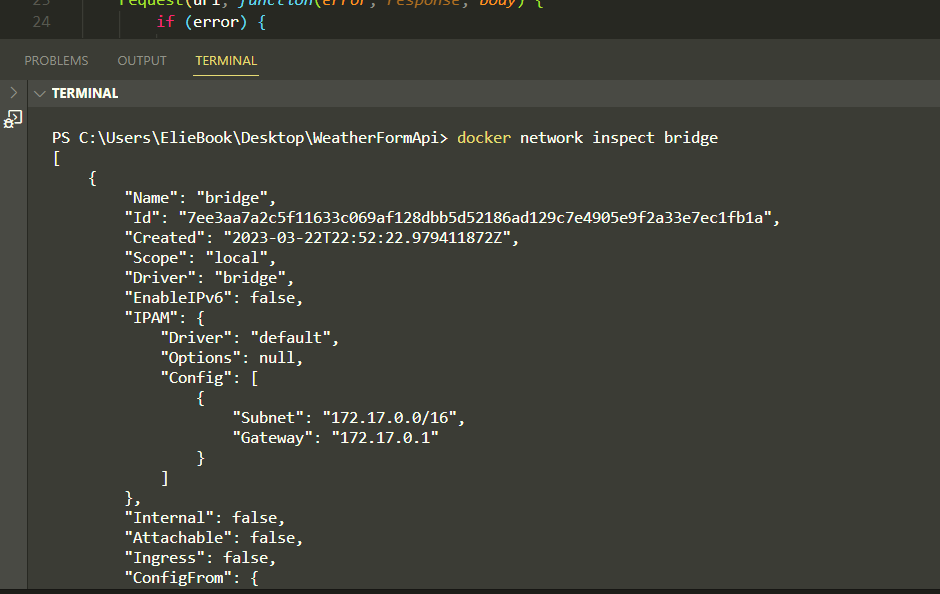 23 request(url, function(error, response, body) {
24 if (error) {
PROBLEMS OUTPUT TERMINAL
TERMINAL
PS C:\Users\ElieBook\Desktop\WeatherFormApi> docker network inspect bridge
[
    {
        "Name": "bridge",
        "Id": "7ee3aa7a2c5f11633c069af128dbb5d52186ad129c7e4905e9f2a33e7ec1fb1a",
        "Created": "2023-03-22T22:52:22.979411872Z",
        "Scope": "local",
        "Driver": "bridge",
        "EnableIPv6": false,
        "IPAM": {
            "Driver": "default",
            "Options": null,
            "Config": [
                {
                    "Subnet": "172.17.0.0/16",
                    "Gateway": "172.17.0.1"
                }
            ]
        },
        "Internal": false,
        "Attachable": false,
        "Ingress": false,
        "ConfigFrom": {